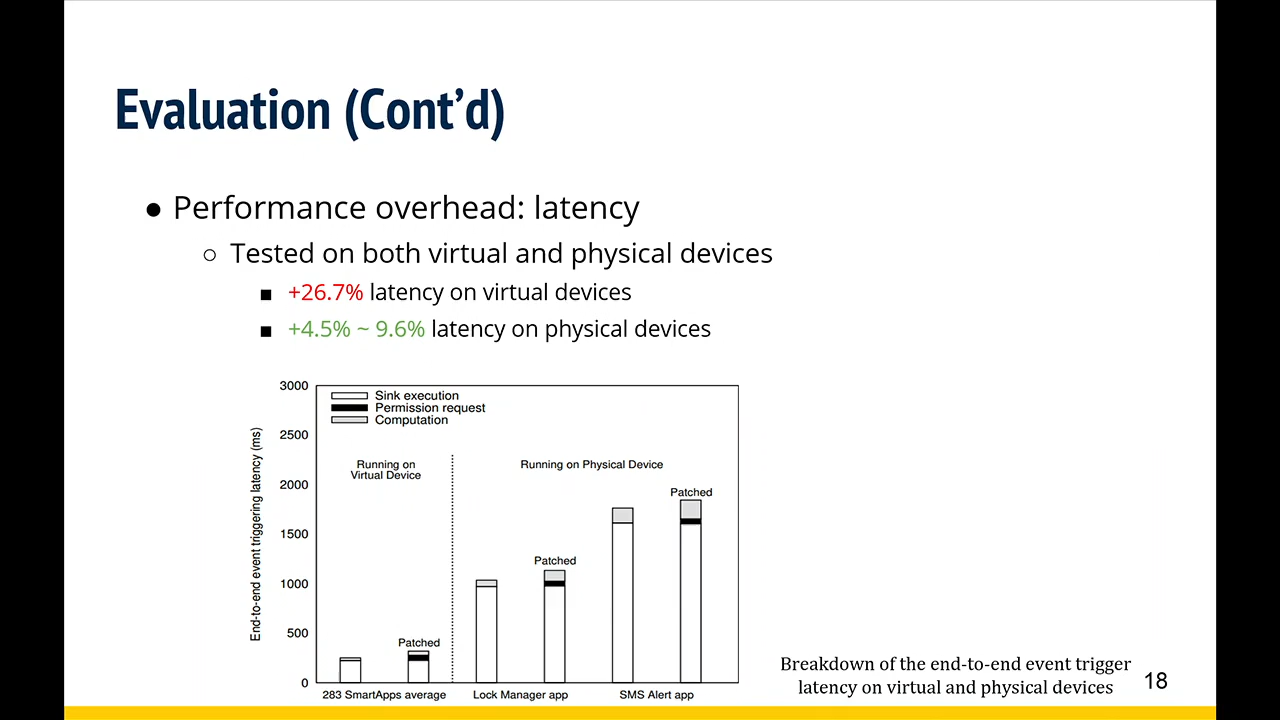 Evaluation (Cont’d)
● Performance overhead: latency
○ Tested on both virtual and physical devices
■ +26.7% latency on virtual devices
■ +4.5% ~ 9.6% latency on physical devices
End-to-end event triggering latency (ms)
3000
2500
2000
1500
1000
500
0
Sink execution
Permission request
Computation
Running on
Virtual Device
Running on Physical Device
Patched
Patched
Patched
283 SmartApps average
Lock Manager app
SMS Alert app
Breakdown of the end-to-end event trigger
latency on virtual and physical devices
18